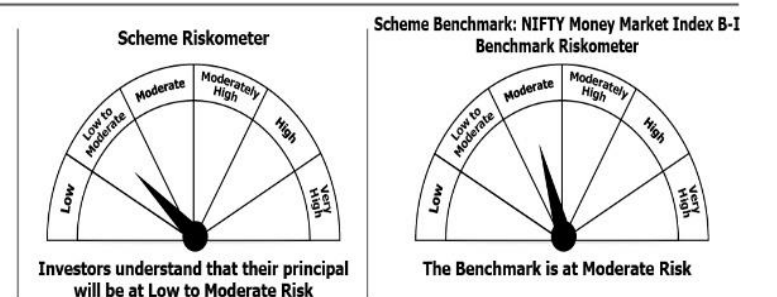 Scheme Riskometer
Low
Low to
Moderate
Moderate
Moderately
High
High
Very
High
Investors understand that their principal
will be at Low to Moderate Risk
Scheme Benchmark: NIFTY Money Market Index B-I
Benchmark Riskometer
Low
Low to
Moderate
Moderate
Moderately
High
High
Very
High
The Benchmark is at Moderate Risk